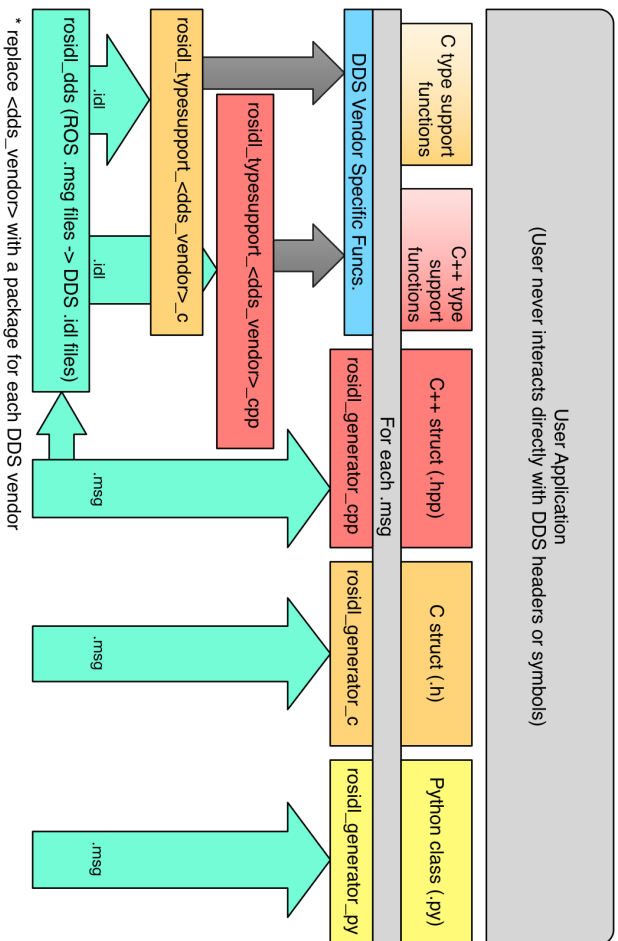 User Application
(User never interacts directly with DDS headers or symbols)
C type support
functions
C++ type
support
functions
C++ struct (.hpp)
C struct (.h)
Python class (.py)
For each .msg
DDS Vendor Specific Funcs.
rosidl_generator_cpp
rosidl_generator_c
rosidl_generator_py
rosidl_typesupport_<dds_vendor>_cpp
rosidl_typesupport_<dds_vendor>_c
.idl
.idl
.msg
.msg
.msg
rosidl_dds (ROS .msg files -> DDS .idl files)
* replace <dds_vendor> with a package for each DDS vendor